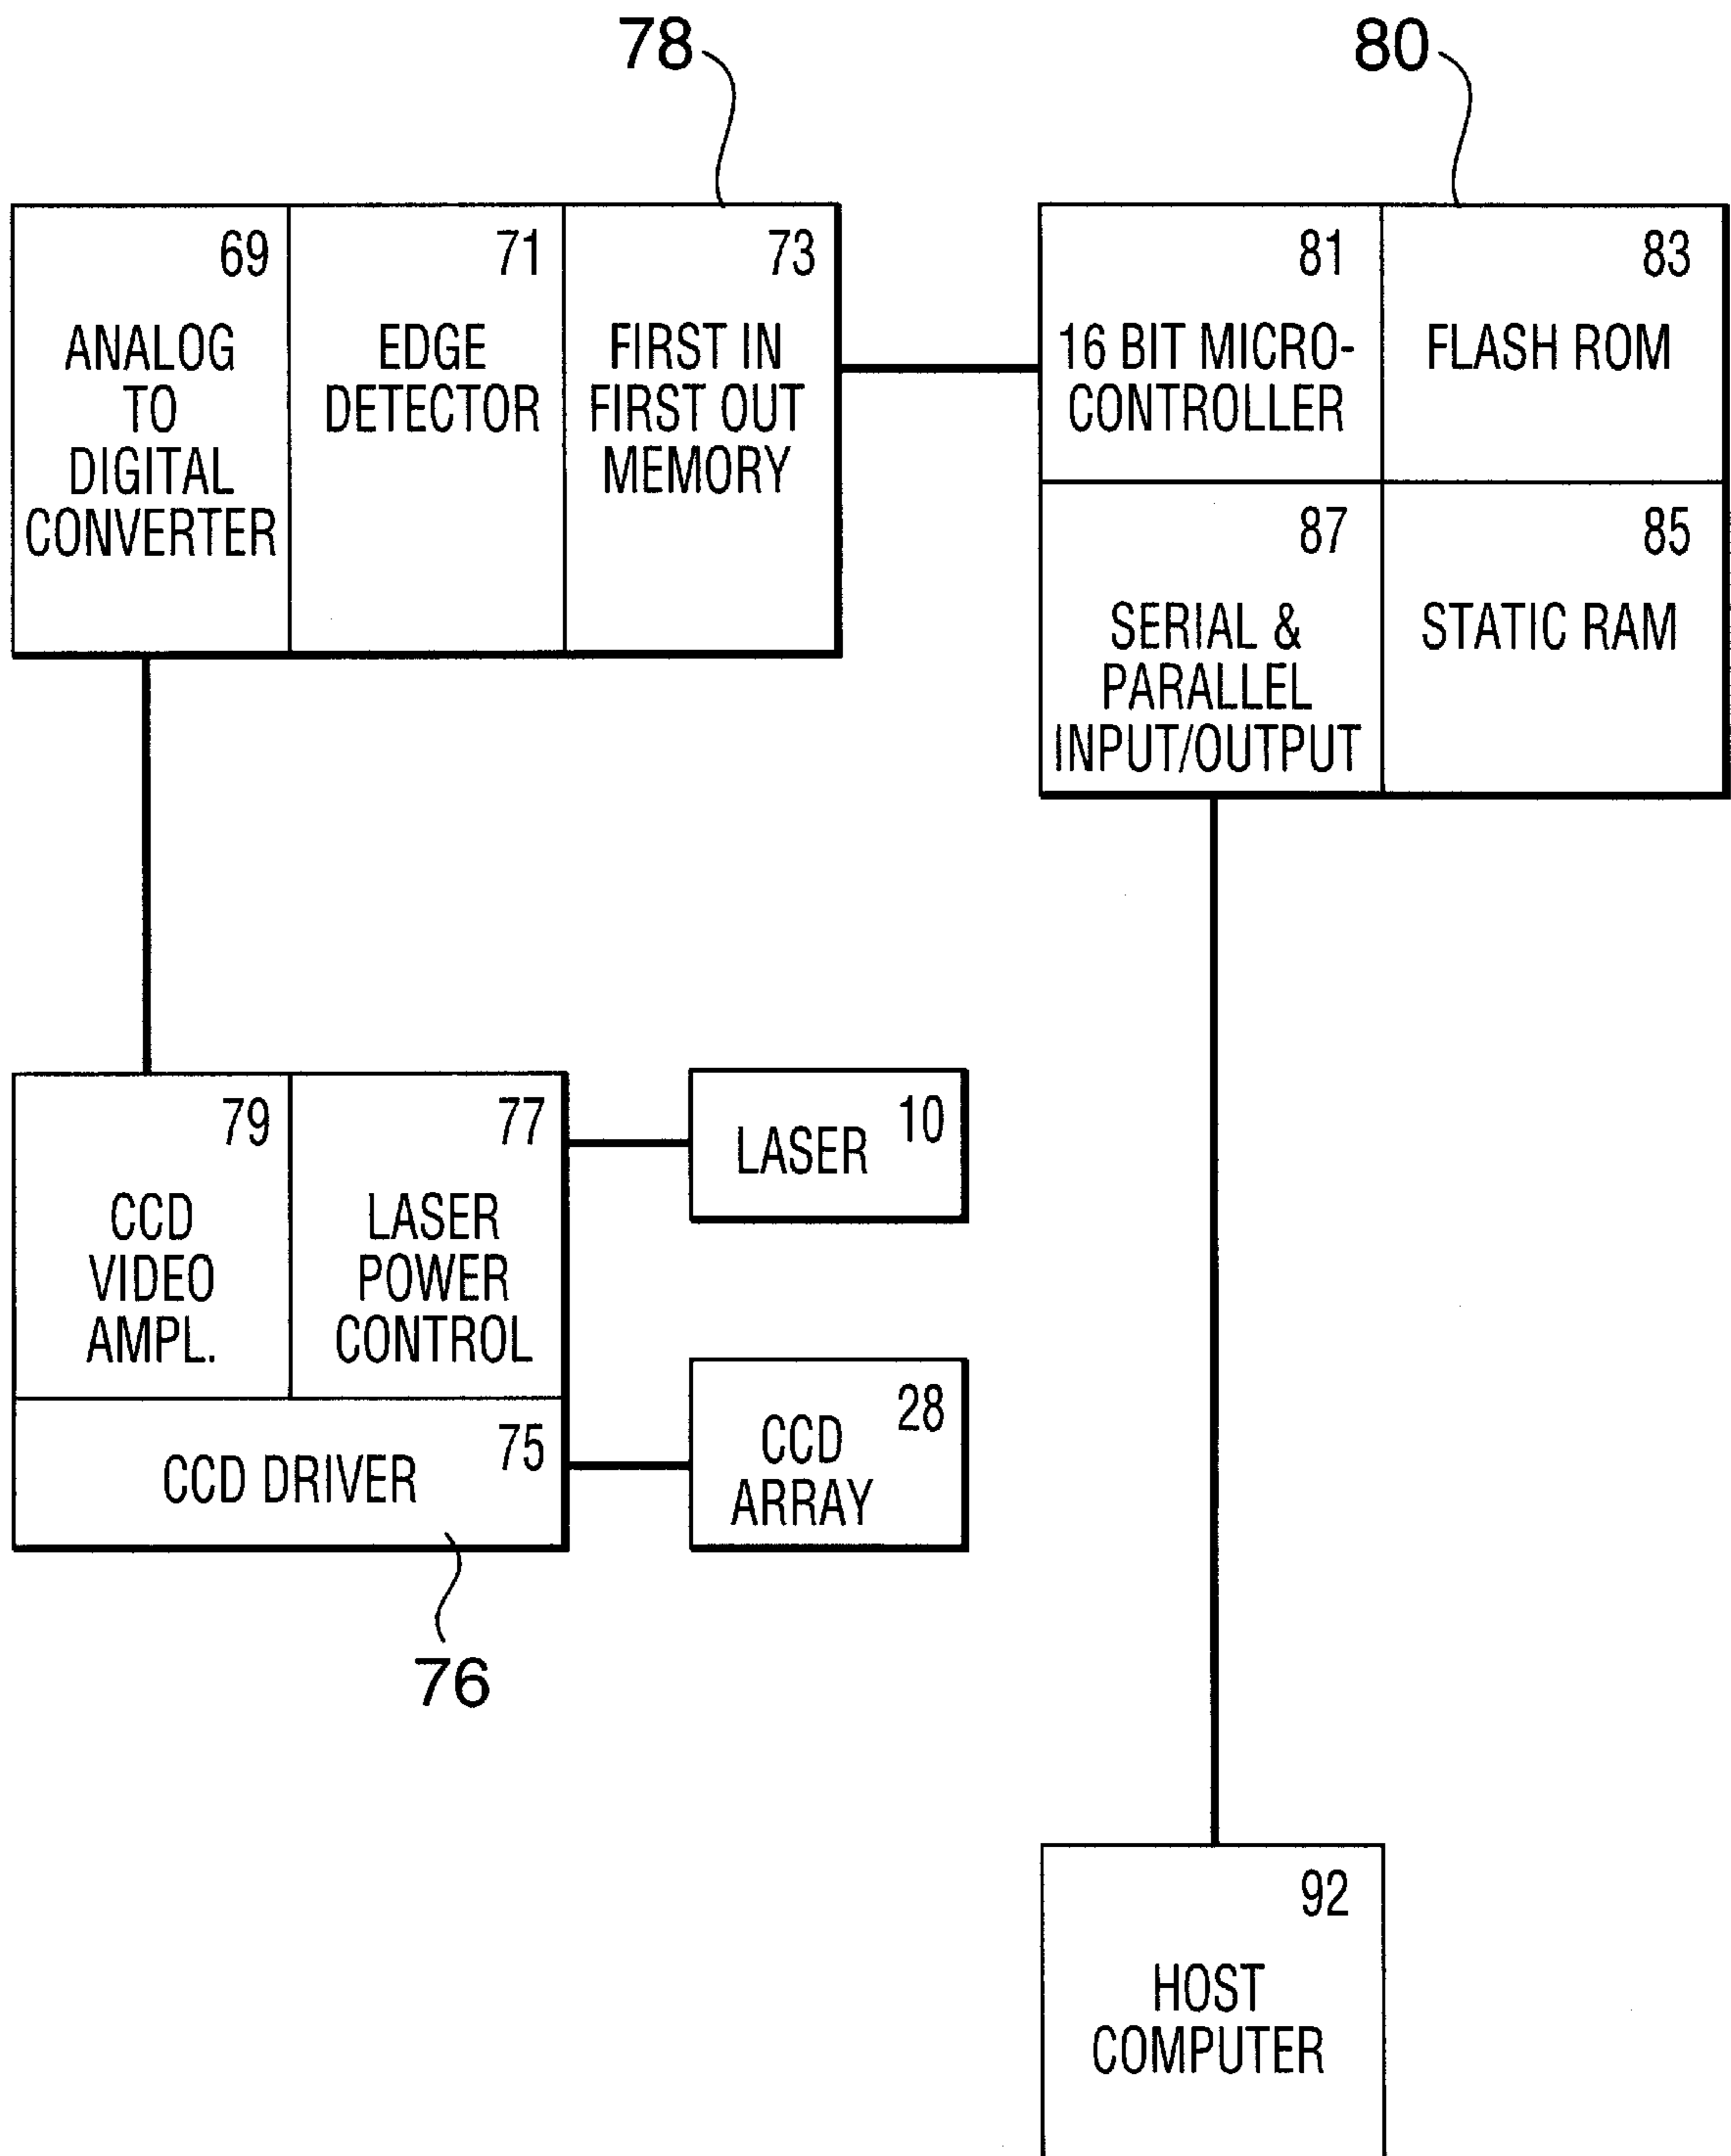 78
80
69
ANALOG
TO
DIGITAL
CONVERTER
71
EDGE
DETECTOR
73
FIRST IN
FIRST OUT
MEMORY
81
16 BIT MICRO-
CONTROLLER
83
FLASH ROM
87
SERIAL &
PARALLEL
INPUT/OUTPUT
85
STATIC RAM
79
CCD
VIDEO
AMPL.
77
LASER
POWER
CONTROL
10
LASER
75
CCD DRIVER
28
CCD
ARRAY
76
92
HOST
COMPUTER